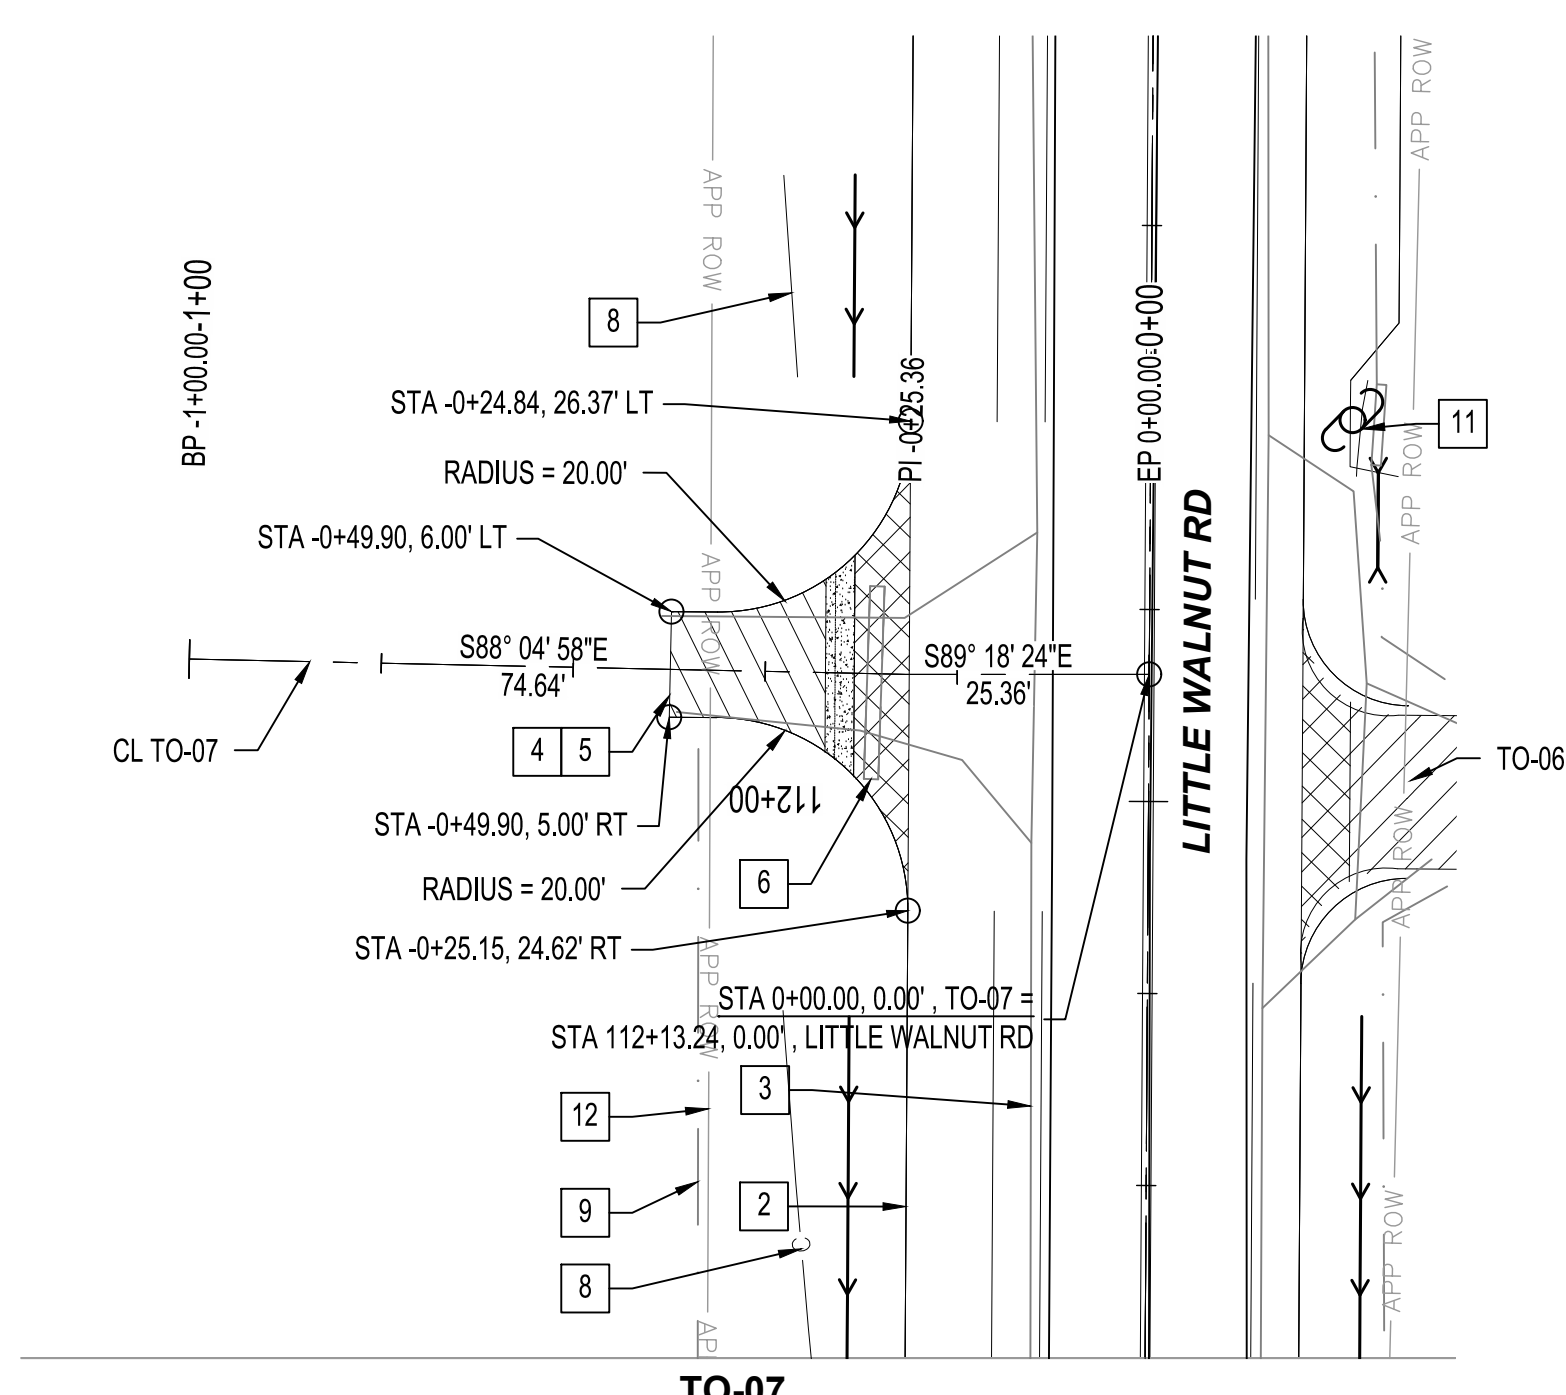 APP ROW
APP ROW
APP ROW
BP -1+00.00-1+00
8
STA -0+24.84, 26.37' LT
PI -0+25.36
EP 0+00.00-0+00
11
RADIUS = 20.00'
APP ROW
STA -0+49.90, 6.00' LT
LITTLE WALNUT RD
APP ROW
APP ROW
S88° 04' 58"E
74.64'
S89° 18' 24"E
25.36'
CL TO-07
4 5
TO-06
112+00
STA -0+49.90, 5.00' RT
6
RADIUS = 20.00'
APP ROW
STA -0+25.15, 24.62' RT
APP ROW
STA 0+00.00, 0.00' , TO-07 =
STA 112+13.24, 0.00' , LITTLE WALNUT RD
3
12
9
2
APP ROW
8
TO-07